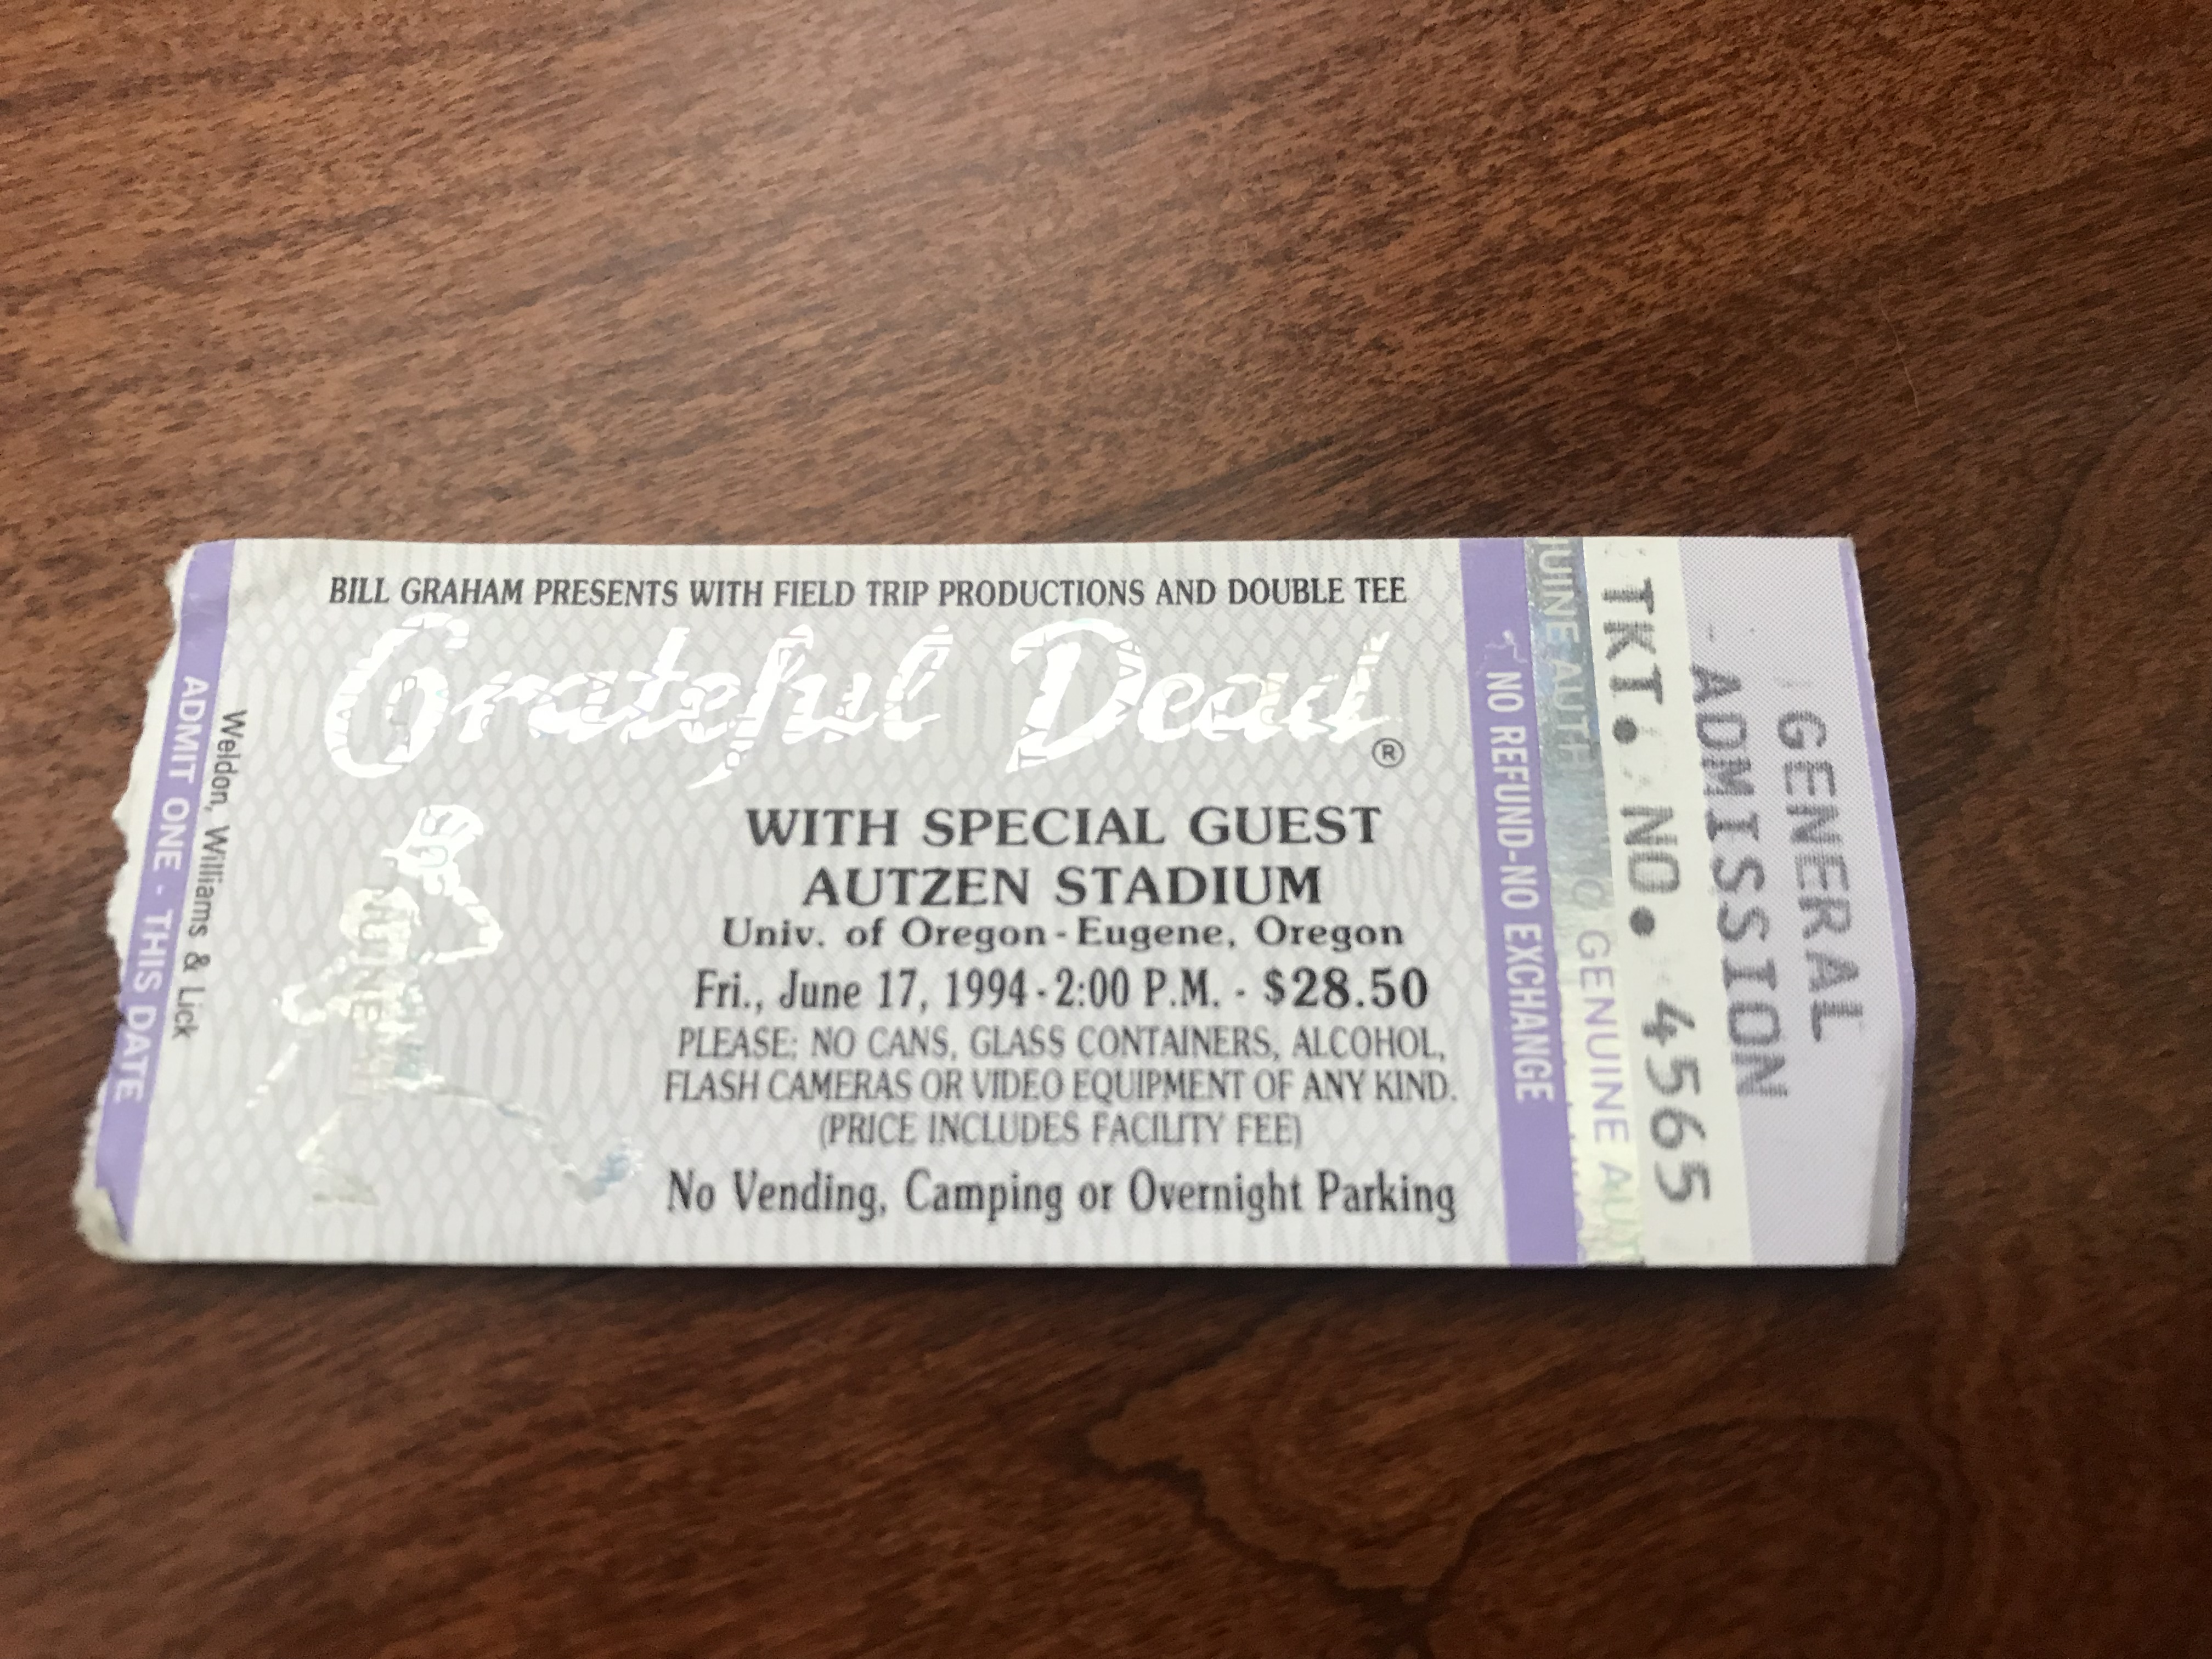 BILL GRAHAM PRESENTS WITH FIELD TRIP PRODUCTIONS AND DOUBLE TEE
Grateful Dead®
WITH SPECIAL GUEST
AUTZEN STADIUM
Univ. of Oregon - Eugene, Oregon
Fri., June 17, 1994 - 2:00 P.M. - $28.50
PLEASE: NO CANS, GLASS CONTAINERS, ALCOHOL,
FLASH CAMERAS OR VIDEO EQUIPMENT OF ANY KIND.
(PRICE INCLUDES FACILITY FEE)
No Vending, Camping or Overnight Parking
ADMIT ONE - THIS DATE
Weldon, Williams & Lick
NO REFUND-NO EXCHANGE
GENUINE
TKT. NO. 4565
GENERAL
ADMISSION